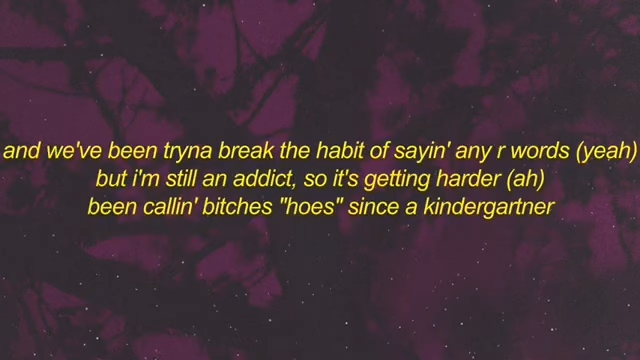 and we've been tryna break the habit of sayin' any r words (yeah)
but i'm still an addict, so it's getting harder (ah)
been callin' bitches "hoes" since a kindergartner